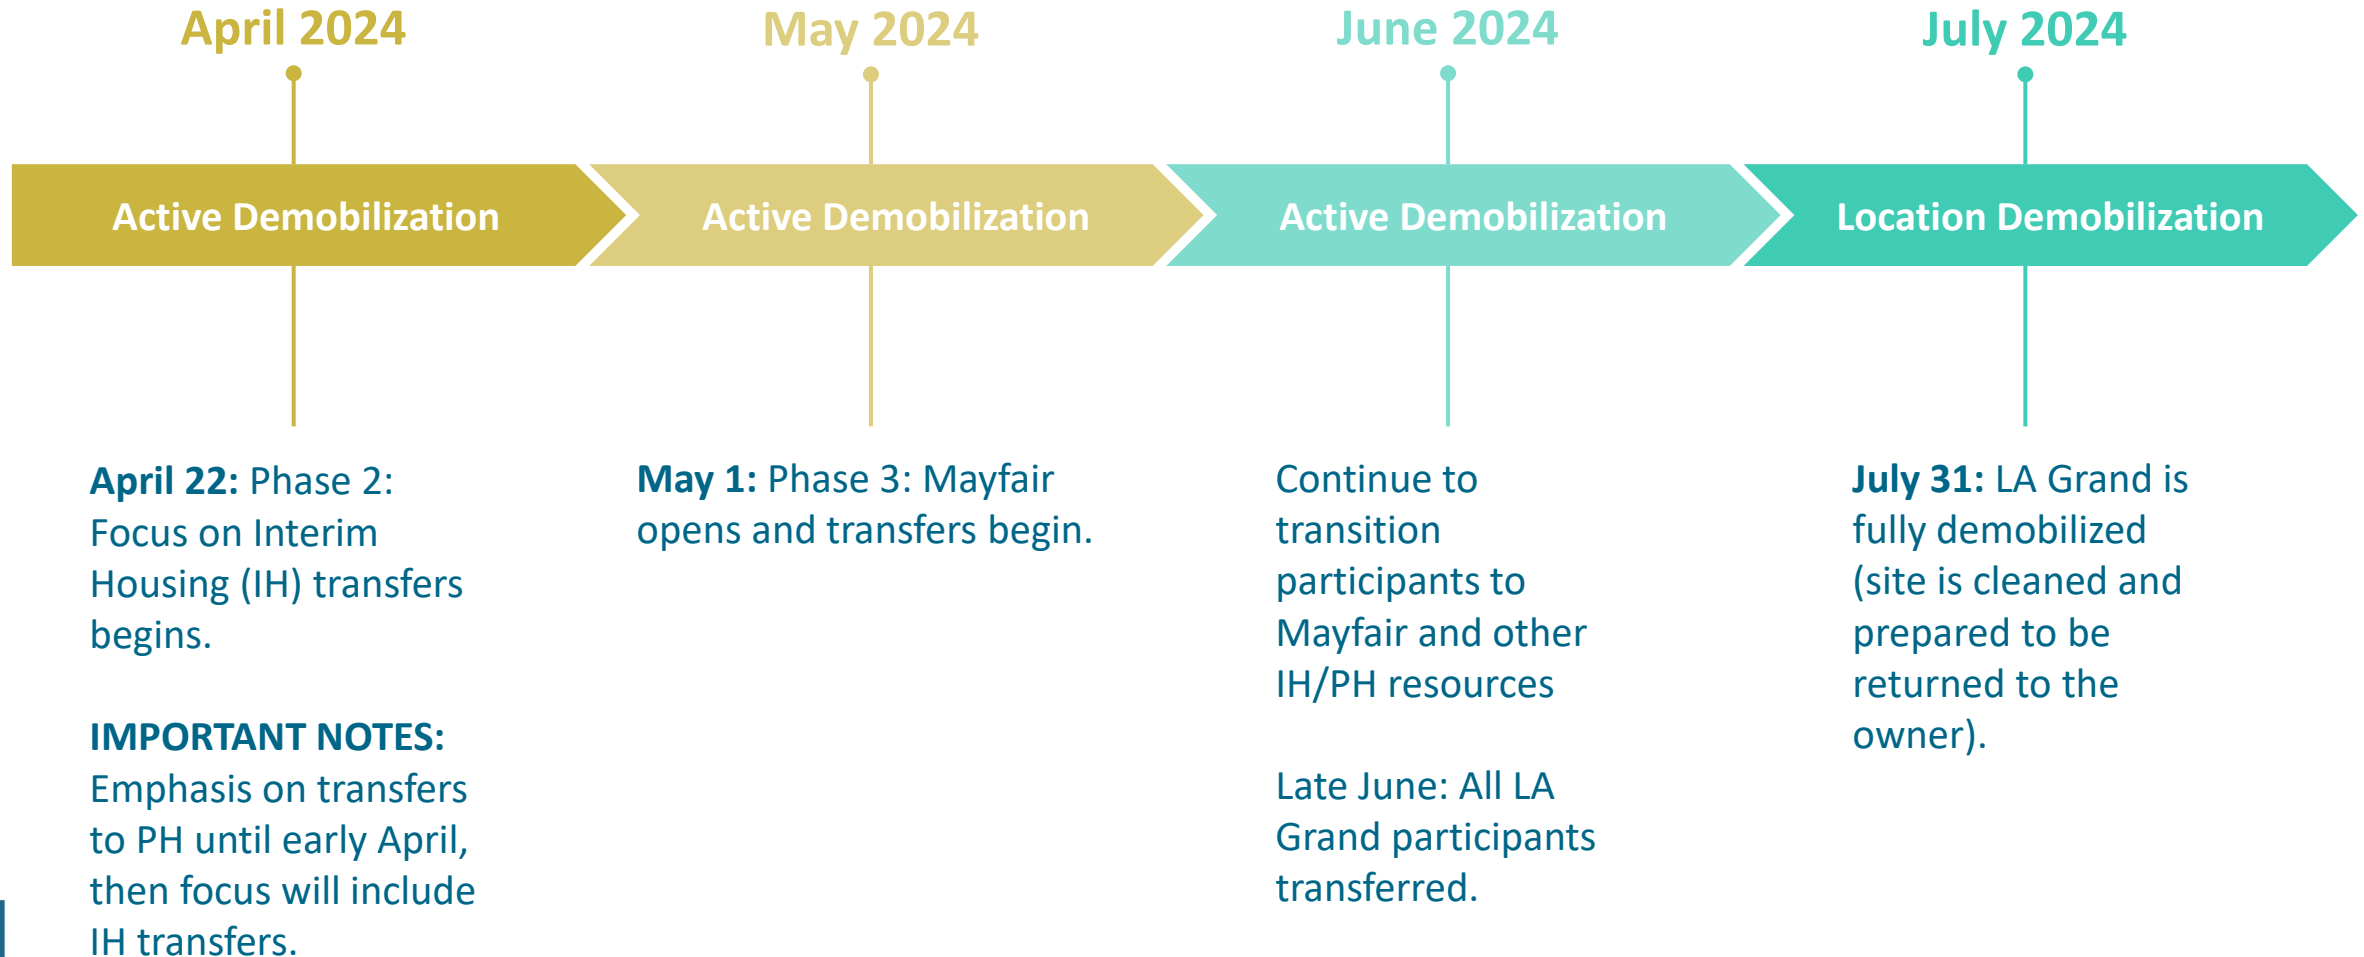 April 2024
May 2024
June 2024
July 2024
Active Demobilization
Active Demobilization
Active Demobilization
Location Demobilization
April 22: Phase 2:
Focus on Interim
Housing (IH) transfers
begins.
IMPORTANT NOTES:
Emphasis on transfers
to PH until early April,
then focus will include
IH transfers.
May 1: Phase 3: Mayfair
opens and transfers begin.
Continue to
transition
participants to
Mayfair and other
IH/PH resources
Late June: All LA
Grand participants
transferred.
July 31: LA Grand is
fully demobilized
(site is cleaned and
prepared to be
returned to the
owner).